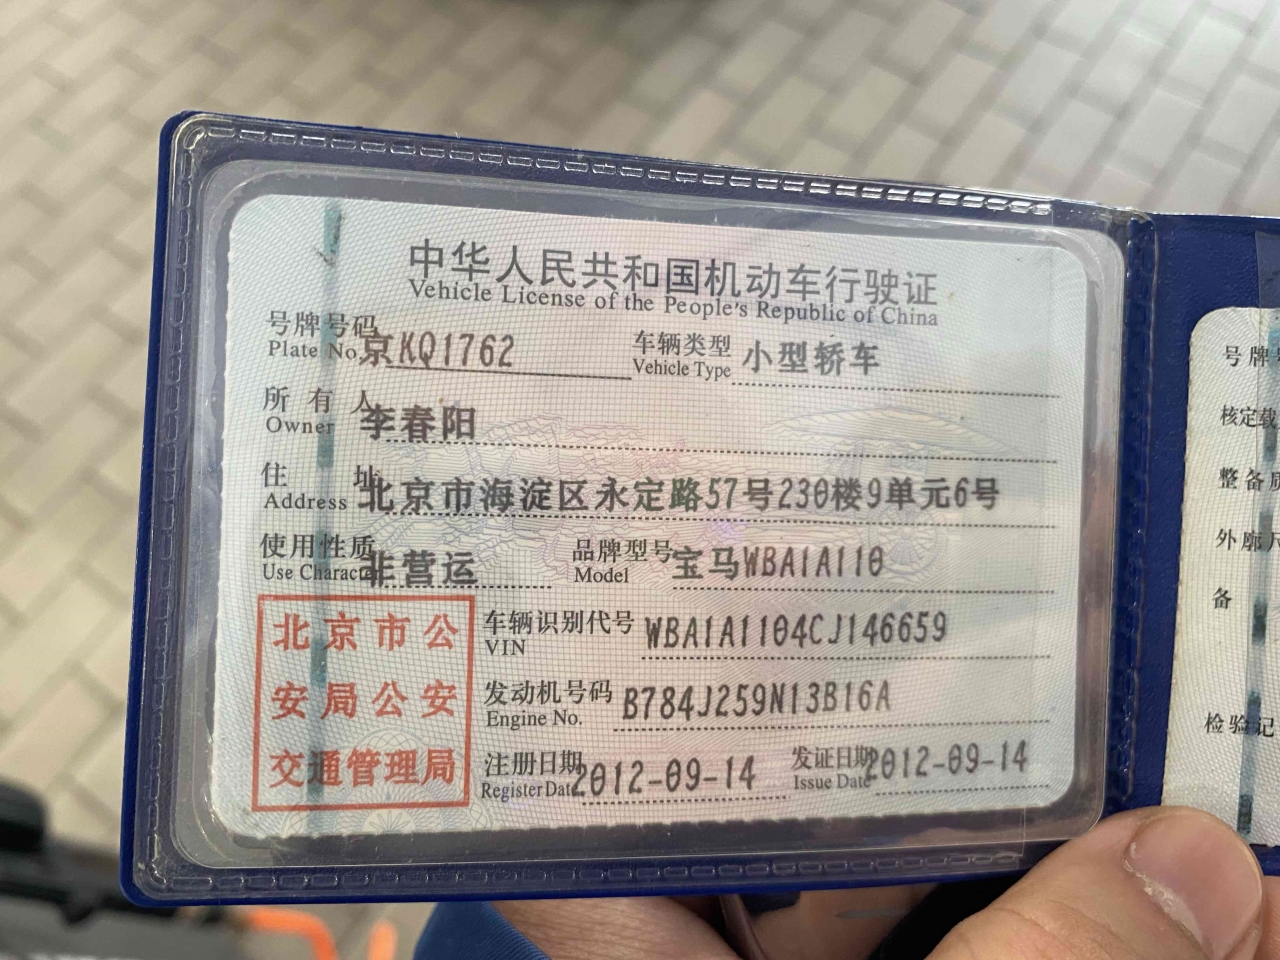 中华人民共和国机动车行驶证
Vehicle License of the People's Republic of China
号牌号码 京KQ1762 车辆类型 小型轿车
Plate No. Vehicle Type
所有人 李春阳
Owner
住址 北京市海淀区永定路57号230楼9单元6号
Address
使用性质 非营运 品牌型号 宝马WBA1A110
Use Character Model
北京市公
安局公安
交通管理局
车辆识别代号 WBA1A1104CJ146659
VIN
发动机号码 B784J259N13B16A
Engine No.
注册日期 2012-09-14 发证日期 2012-09-14
Register Date Issue Date
号牌
核定载
整备质
外廓尺
备
检验记